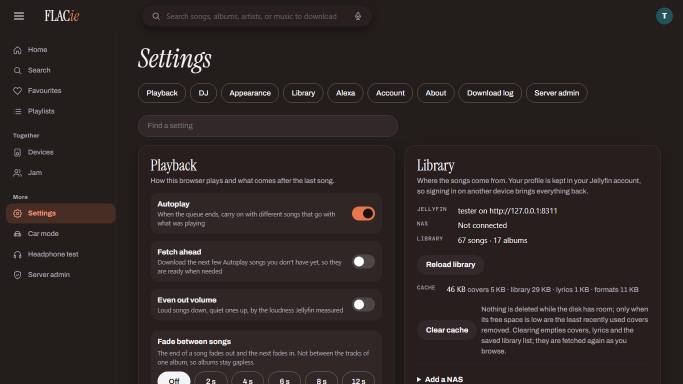 FLACie
Search songs, albums, artists, or music to download
T
Home
Search
Favourites
Playlists
Together
Devices
Jam
More
Settings
Car mode
Headphone test
Server admin
Settings
Playback
DJ
Appearance
Library
Alexa
Account
About
Download log
Server admin
Find a setting
Playback
How this browser plays and what comes after the last song.
Autoplay
When the queue ends, carry on with different songs that go with
what was playing
Fetch ahead
Download the next few Autoplay songs you don't have yet, so they
are ready when needed
Even out volume
Loud songs down, quiet ones up, by the loudness Jellyfin measured
Fade between songs
The end of a song fades out and the next fades in. Not between the tracks of
one album, so albums stay gapless.
Off
2 s
4 s
6 s
8 s
12 s
Library
Where the songs come from. Your profile is kept in your Jellyfin account,
so signing in on another device brings everything back.
JELLYFIN tester on http://127.0.0.1:8311
NAS Not connected
LIBRARY 67 songs · 17 albums
Reload library
CACHE 46 KB covers 5 KB · library 29 KB · lyrics 1 KB · formats 11 KB
Clear cache
Nothing is deleted while the disk has room; only when
its free space is low are the least recently used covers
removed. Clearing empties covers, lyrics and the
saved library list; they are fetched again as you
browse.
Add a NAS